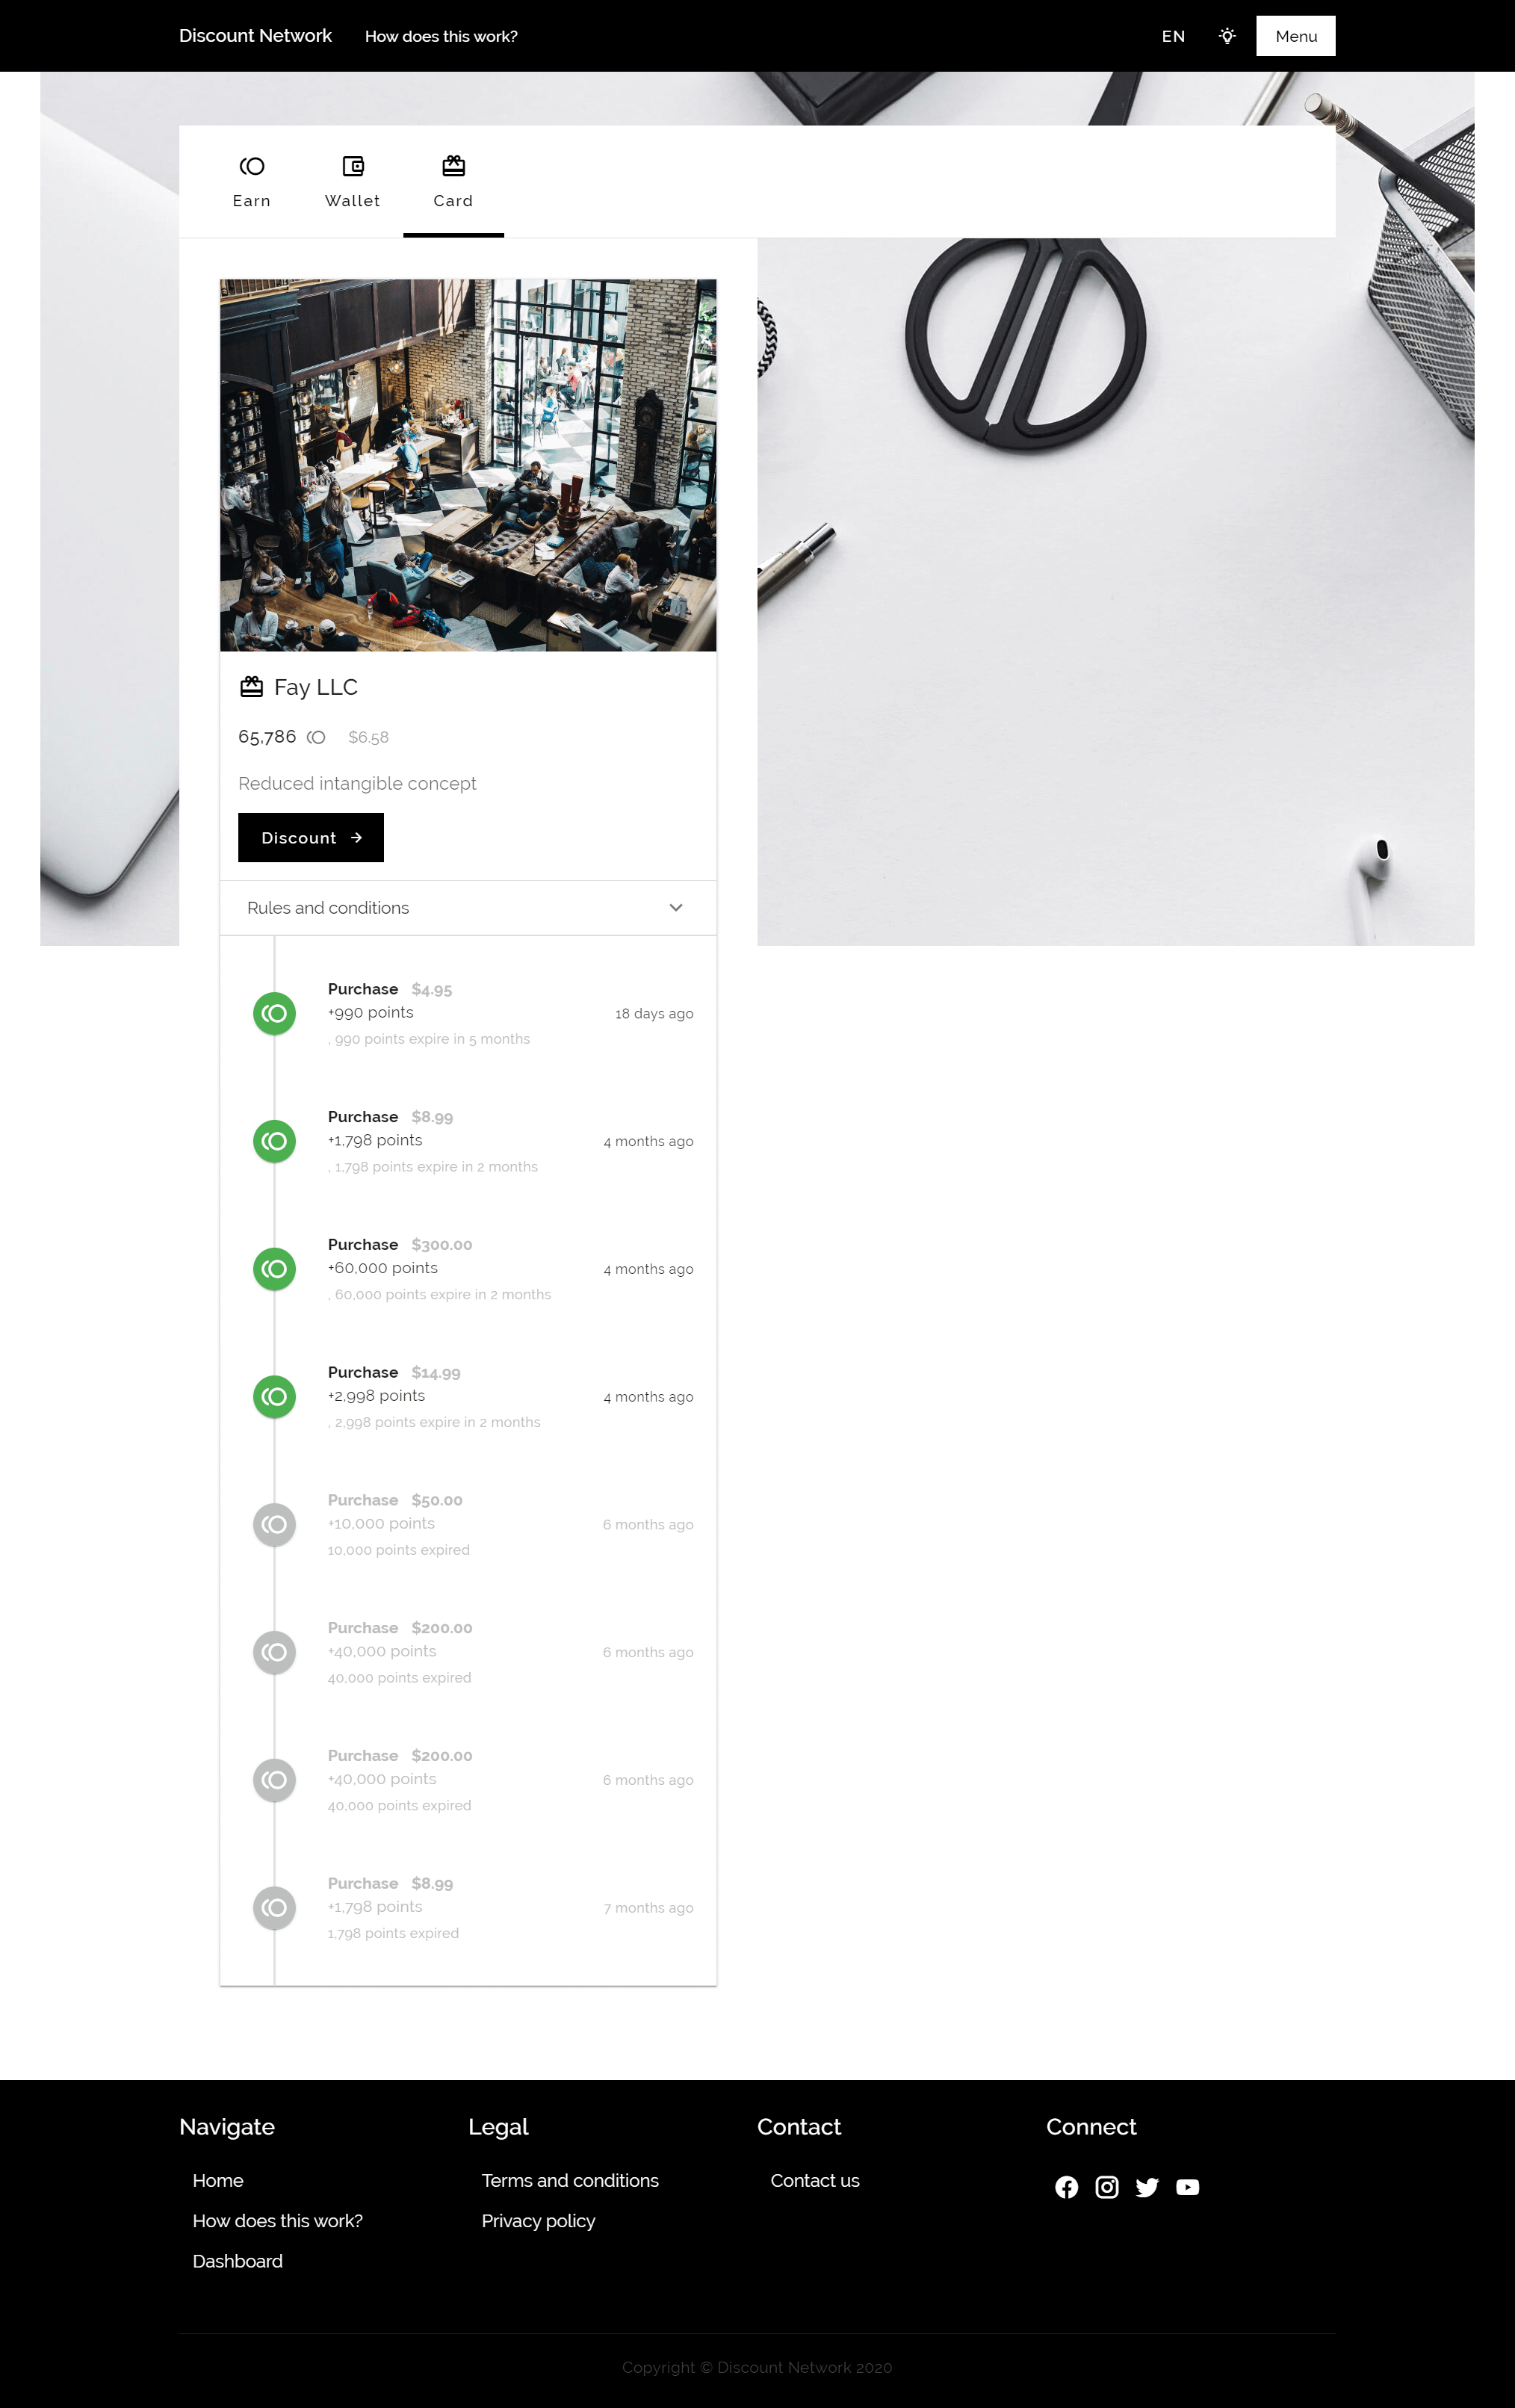 Discount Network How does this work? EN Menu
Earn Wallet Card
Fay LLC
65,786 $6.58
Reduced intangible concept
Discount
Rules and conditions
Purchase $4.95
+990 points 18 days ago
, 990 points expire in 5 months
Purchase $8.99
+1,798 points 4 months ago
, 1,798 points expire in 2 months
Purchase $300.00
+60,000 points 4 months ago
, 60,000 points expire in 2 months
Purchase $14.99
+2,998 points 4 months ago
, 2,998 points expire in 2 months
Purchase $50.00
+10,000 points 6 months ago
10,000 points expired
Purchase $200.00
+40,000 points 6 months ago
40,000 points expired
Purchase $200.00
+40,000 points 6 months ago
40,000 points expired
Purchase $8.99
+1,798 points 7 months ago
1,798 points expired
Navigate Legal Contact Connect
Home Terms and conditions Contact us
How does this work? Privacy policy
Dashboard
Copyright © Discount Network 2020